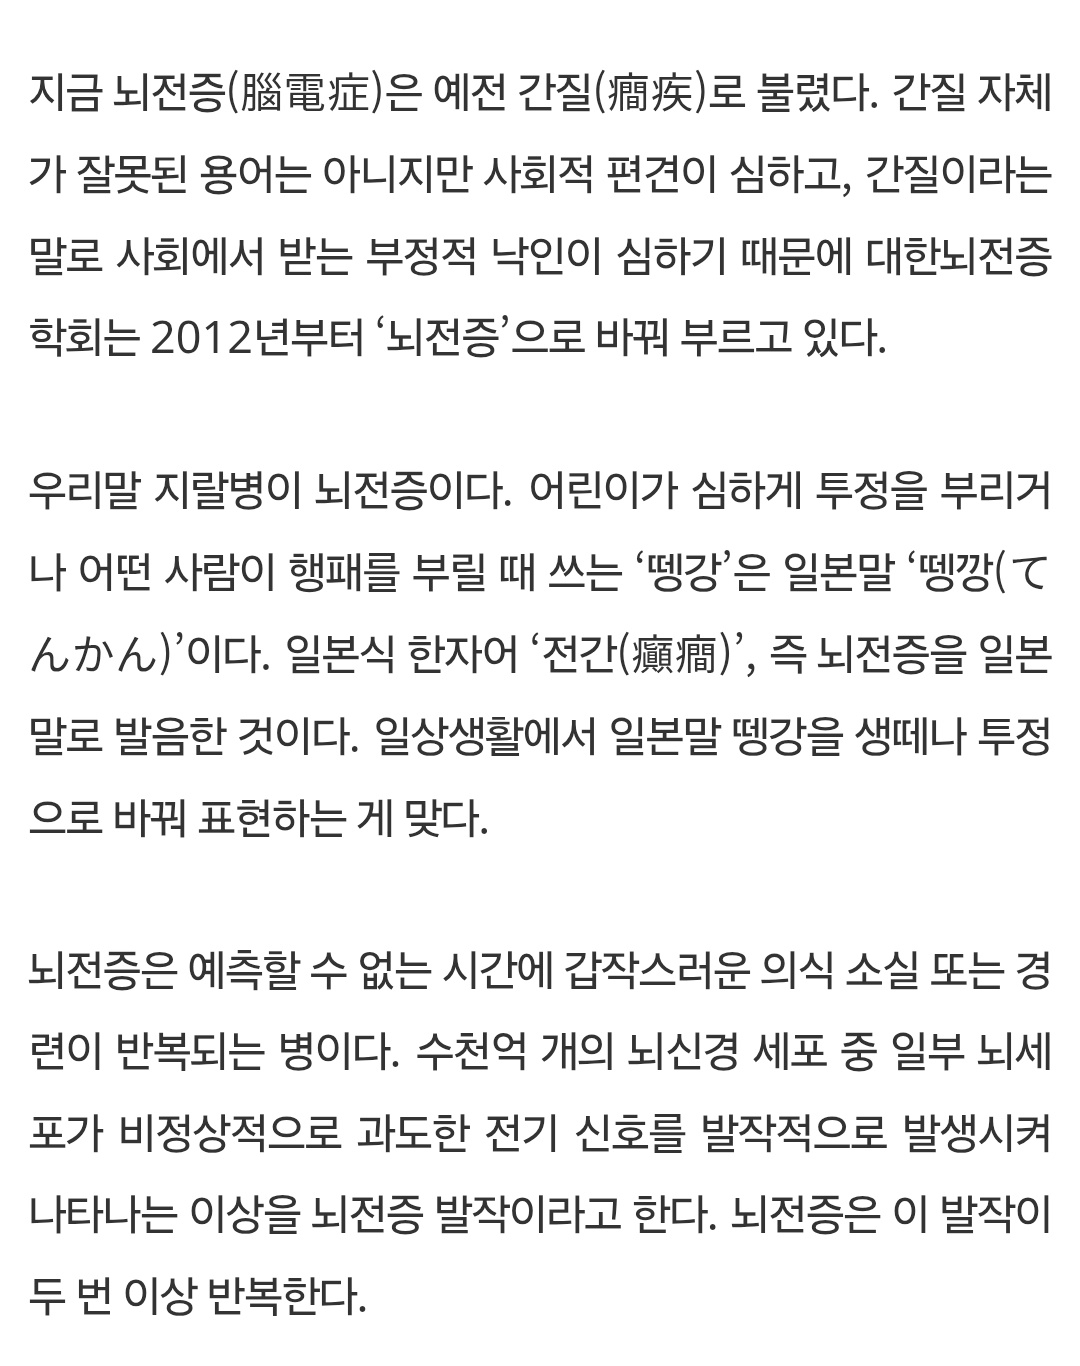 지금 뇌전증(腦電症)은 예전 간질(癎疾)로 불렸다. 간질 자체
가 잘못된 용어는 아니지만 사회적 편견이 심하고, 간질이라는
말로 사회에서 받는 부정적 낙인이 심하기 때문에 대한뇌전증
학회는 2012년부터 ‘뇌전증’으로 바꿔 부르고 있다.
우리말 지랄병이 뇌전증이다. 어린이가 심하게 투정을 부리거
나 어떤 사람이 행패를 부릴 때 쓰는 ‘뗑강’은 일본말 ‘뗑깡(て
んかん)’이다. 일본식 한자어 ‘전간(癲癎)’, 즉 뇌전증을 일본
말로 발음한 것이다. 일상생활에서 일본말 뗑강을 생떼나 투정
으로 바꿔 표현하는 게 맞다.
뇌전증은 예측할 수 없는 시간에 갑작스러운 의식 소실 또는 경
련이 반복되는 병이다. 수천억 개의 뇌신경 세포 중 일부 뇌세
포가 비정상적으로 과도한 전기 신호를 발작적으로 발생시켜
나타나는 이상을 뇌전증 발작이라고 한다. 뇌전증은 이 발작이
두 번 이상 반복한다.